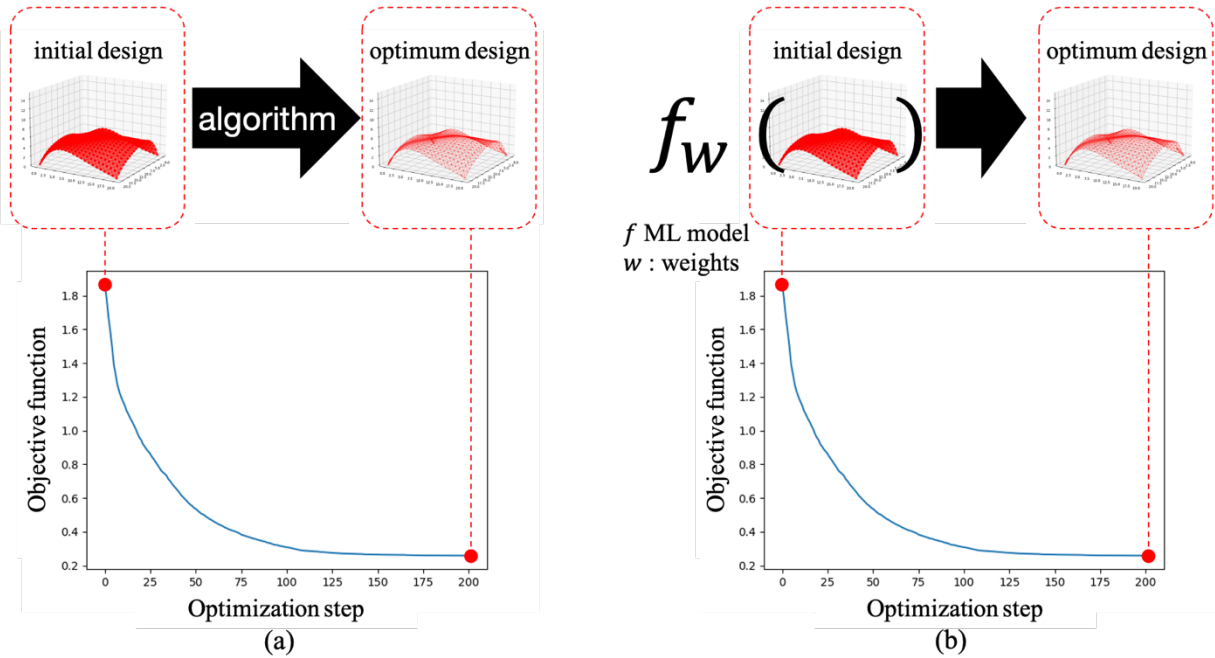 initial design
optimum design
algorithm
1.8
1.6
1.4
1.2
1.0
0.8
0.6
0.4
0.2
Objective function
0
25
50
75
100
125
150
175
200
Optimization step
(a)
initial design
optimum design
f_w ( )
f ML model
w : weights
1.8
1.6
1.4
1.2
1.0
0.8
0.6
0.4
0.2
Objective function
0
25
50
75
100
125
150
175
200
Optimization step
(b)